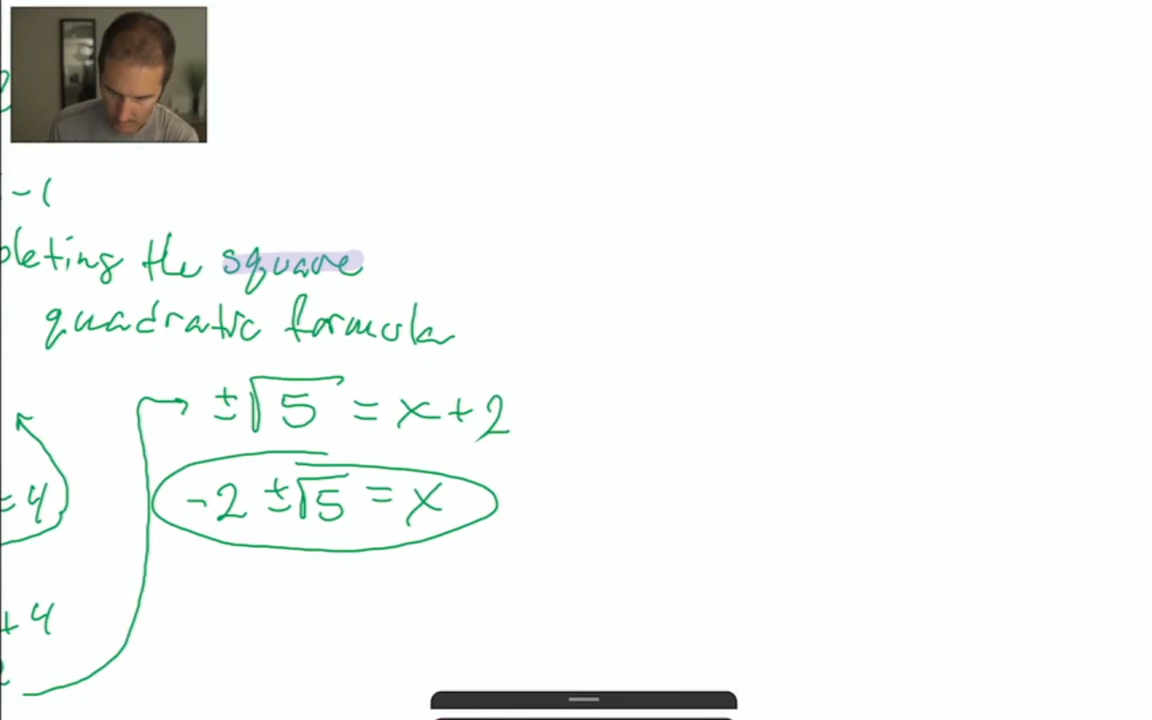 -1
pleting the square
quadratic formula
±√5 = x+2
-2 ±√5 = x
= 4
+ 4